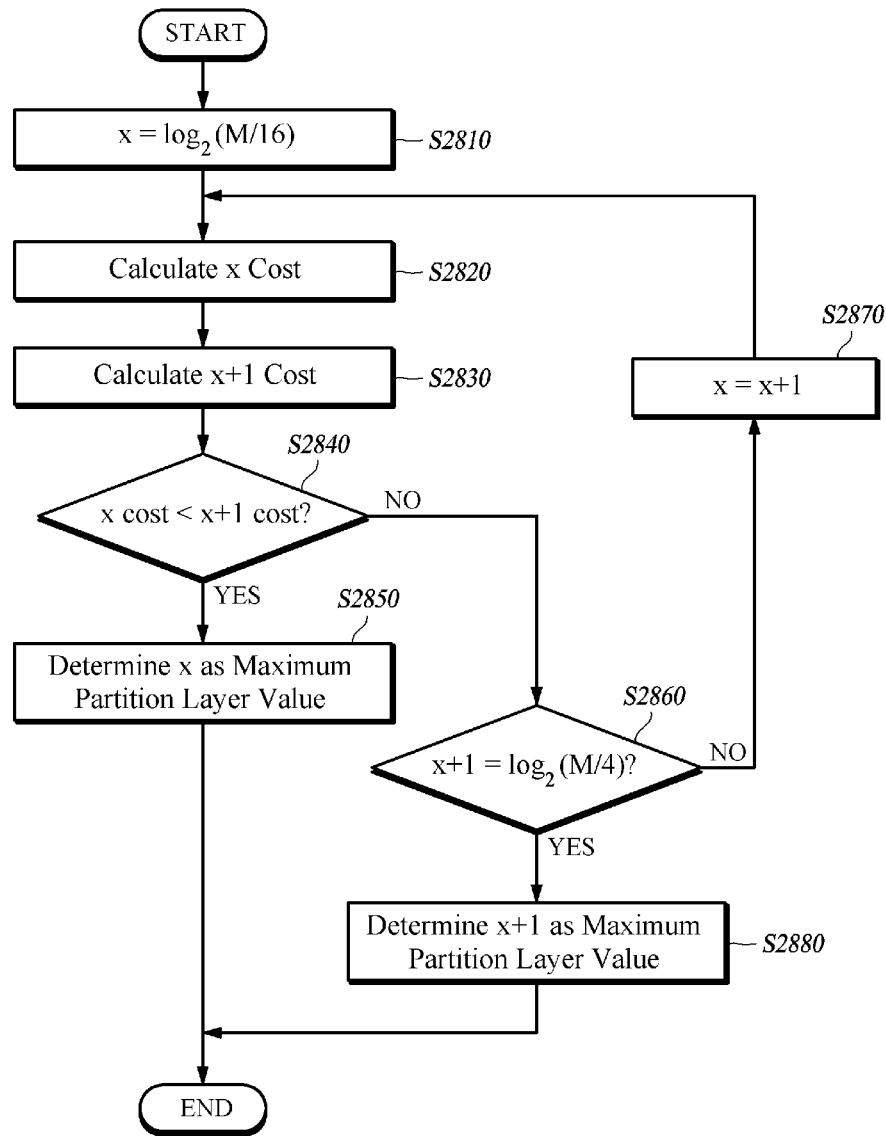 START
x = log₂ (M/16)
S2810
Calculate x Cost
S2820
S2870
Calculate x+1 Cost
S2830
x = x+1
S2840
x cost < x+1 cost?
NO
YES
S2850
Determine x as Maximum
Partition Layer Value
S2860
x+1 = log₂ (M/4)?
NO
YES
Determine x+1 as Maximum
Partition Layer Value
S2880
END